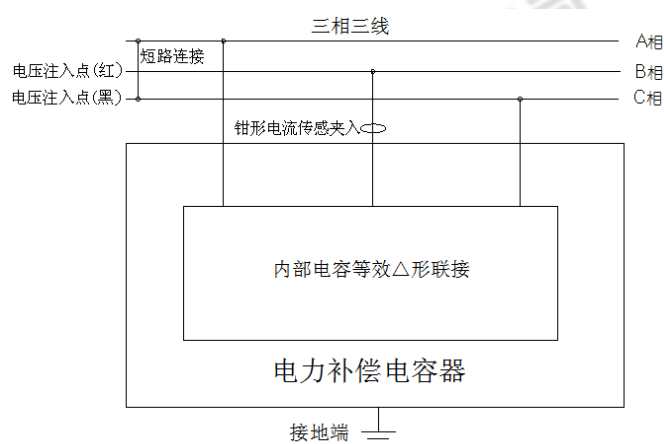 三相三线
A相
短路连接
电压注入点(红)
B相
电压注入点(黑)
C相
钳形电流传感夹入
内部电容等效△形联接
电力补偿电容器
接地端